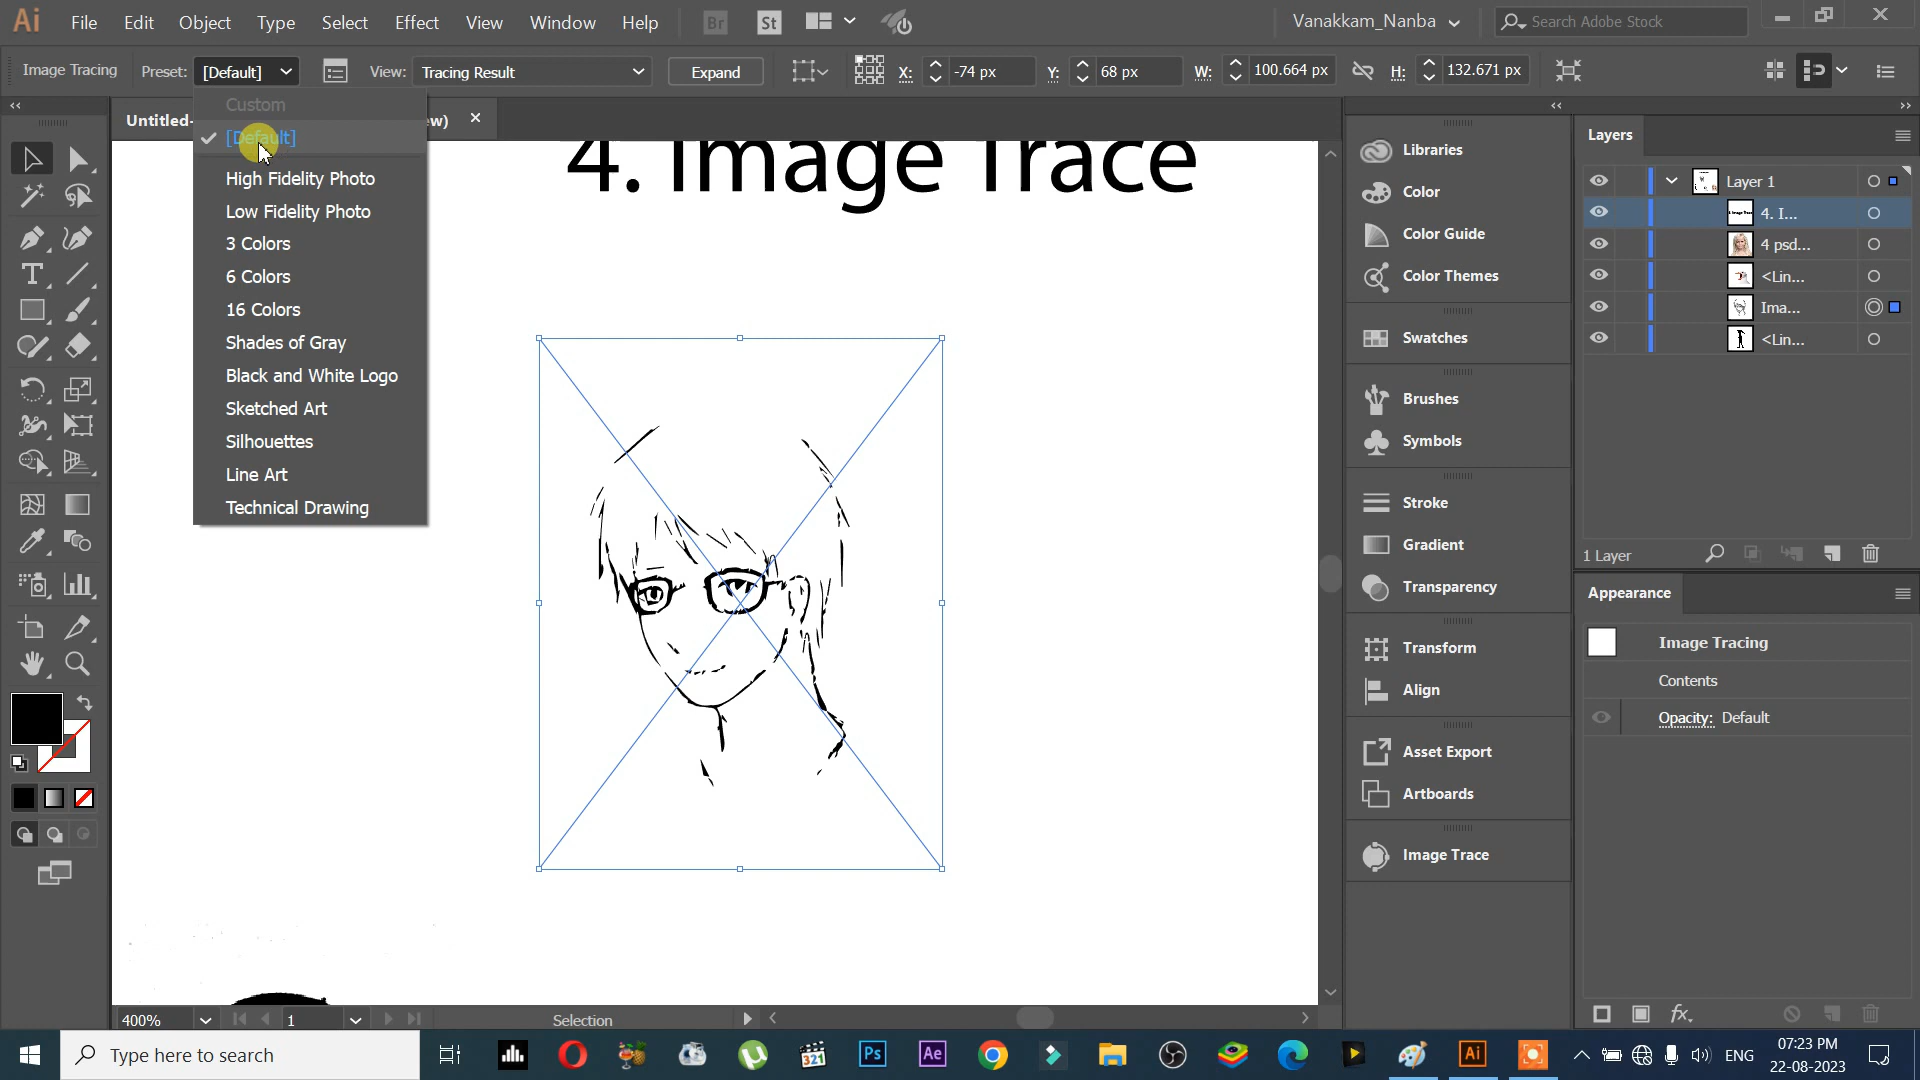 Ai File Edit Object Type Select Effect View Window Help Br St Vanakkam_Nanba Search Adobe Stock
Image Tracing Preset: [Default] View: Tracing Result Expand X: -74 px Y: 68 px W: 100.664 px H: 132.671 px
Untitled-
ew)
Custom
[Default]
High Fidelity Photo
Low Fidelity Photo
3 Colors
6 Colors
16 Colors
Shades of Gray
Black and White Logo
Sketched Art
Silhouettes
Line Art
Technical Drawing
4. Image Trace
Libraries
Color
Color Guide
Color Themes
Swatches
Brushes
Symbols
Stroke
Gradient
Transparency
Transform
Align
Asset Export
Artboards
Image Trace
Layers
Layer 1
4. I...
4 psd...
<Lin...
Ima...
<Lin...
1 Layer
Appearance
Image Tracing
Contents
Opacity: Default
fx
400% 1 Selection
Type here to search
321
Ps
Ae
Ai
ENG
07:23 PM
22-08-2023